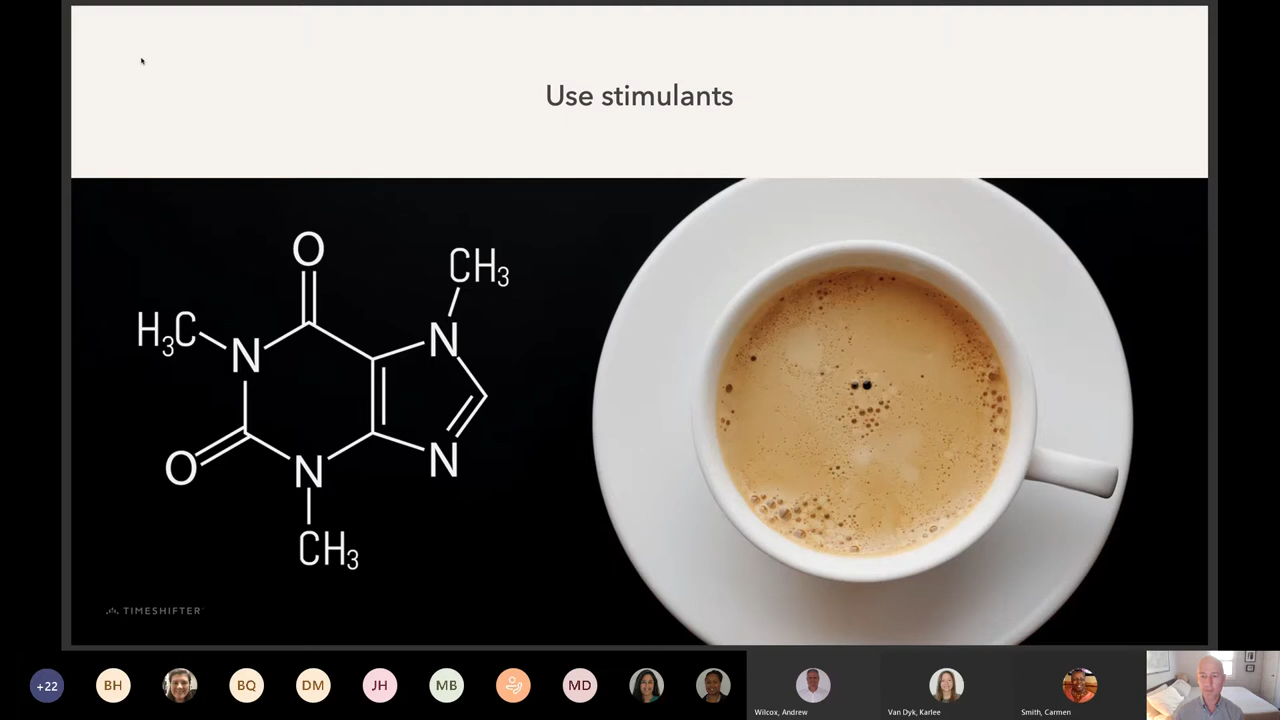 Use stimulants
O
CH3
H3C
N
N
O
N
N
CH3
TIMESHIFTER
+22
BH
BQ
DM
JH
MB
MD
Wilcox, Andrew
Van Dyk, Karlee
Smith, Carmen